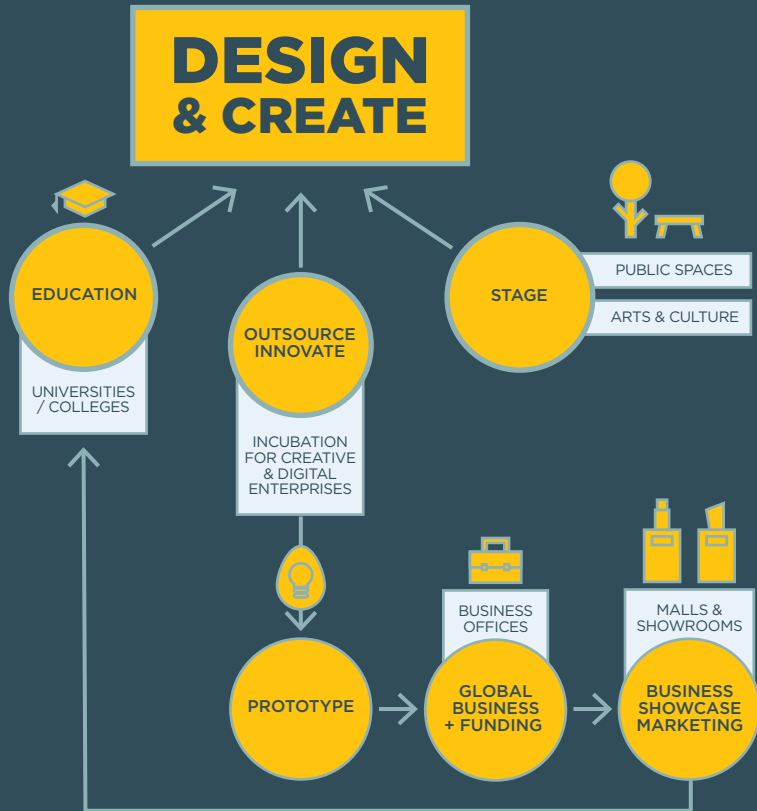 DESIGN
& CREATE
EDUCATION
UNIVERSITIES
/ COLLEGES
OUTSOURCE
INNOVATE
INCUBATION
FOR CREATIVE
& DIGITAL
ENTERPRISES
STAGE
PUBLIC SPACES
ARTS & CULTURE
PROTOTYPE
BUSINESS
OFFICES
GLOBAL
BUSINESS
+ FUNDING
MALLS &
SHOWROOMS
BUSINESS
SHOWCASE
MARKETING